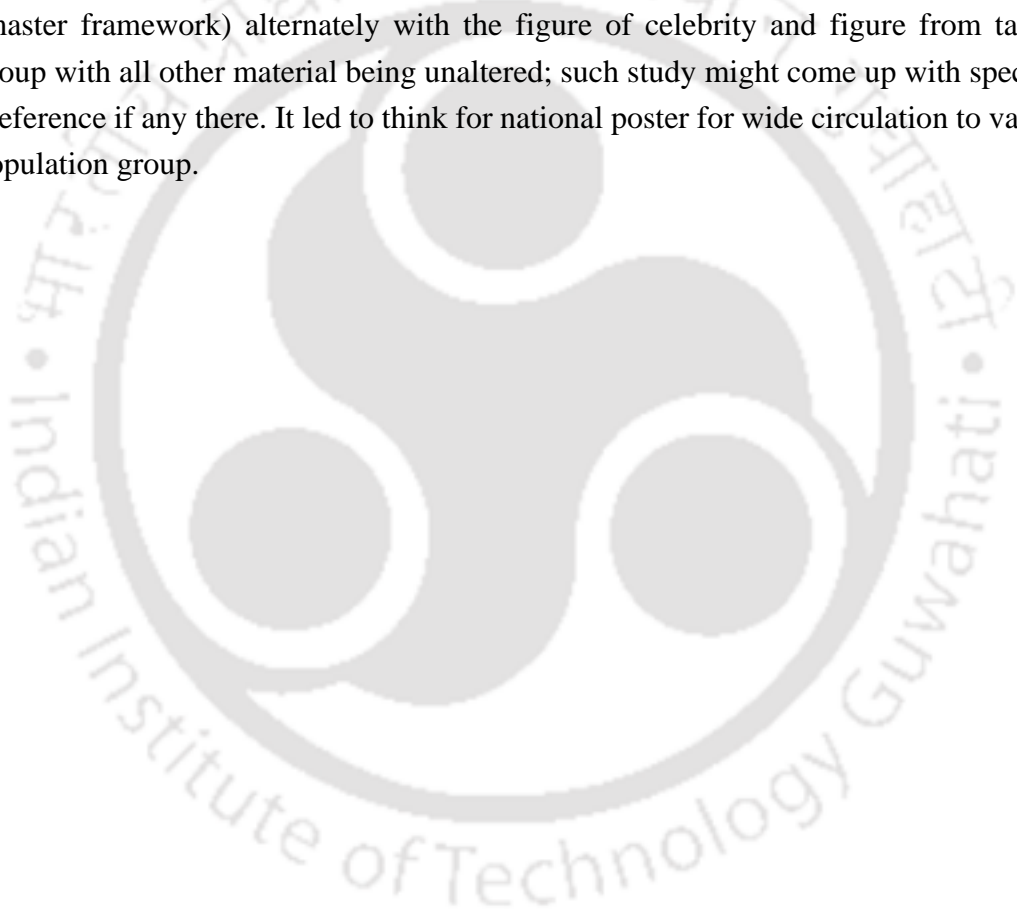 master framework) alternately with the figure of celebrity and figure from ta
oup with all other material being unaltered; such study might come up with spec
reference if any there. It led to think for national poster for wide circulation to va
opulation group.
Indian Institute of Technology Guwahati